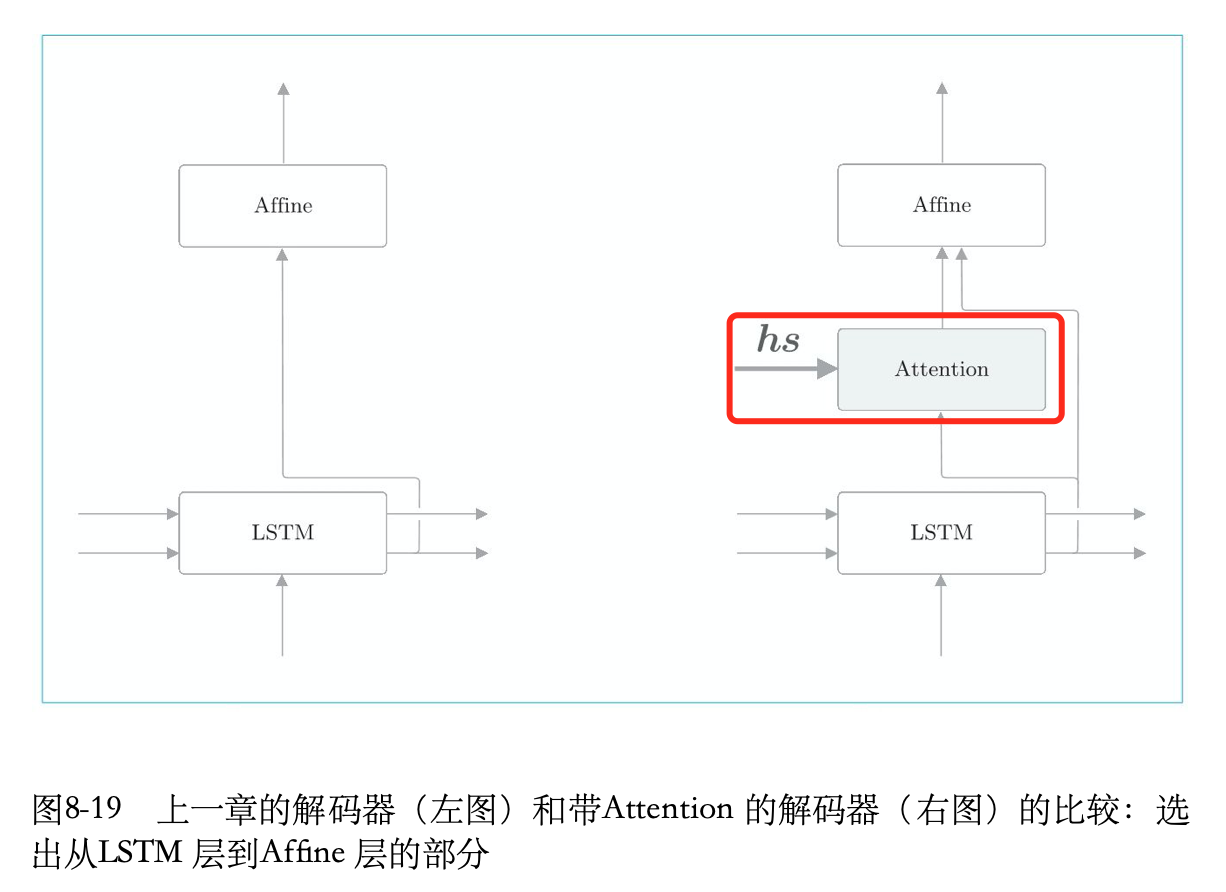 Affine
Affine
hs
Attention
LSTM
LSTM
图8-19 上一章的解码器（左图）和带Attention 的解码器（右图）的比较：选
出从LSTM 层到Affine 层的部分